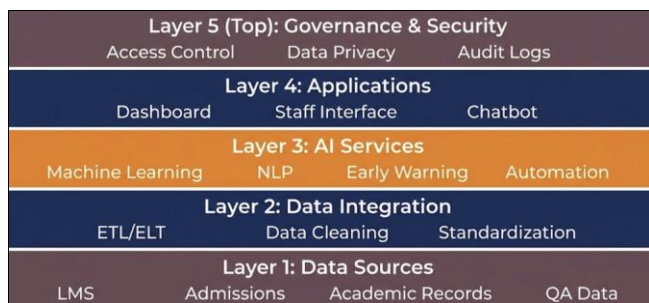 Layer 5 (Top): Governance & Security
Access Control Data Privacy Audit Logs
Layer 4: Applications
Dashboard Staff Interface Chatbot
Layer 3: AI Services
Machine Learning NLP Early Warning Automation
Layer 2: Data Integration
ETL/ELT Data Cleaning Standardization
Layer 1: Data Sources
LMS Admissions Academic Records QA Data